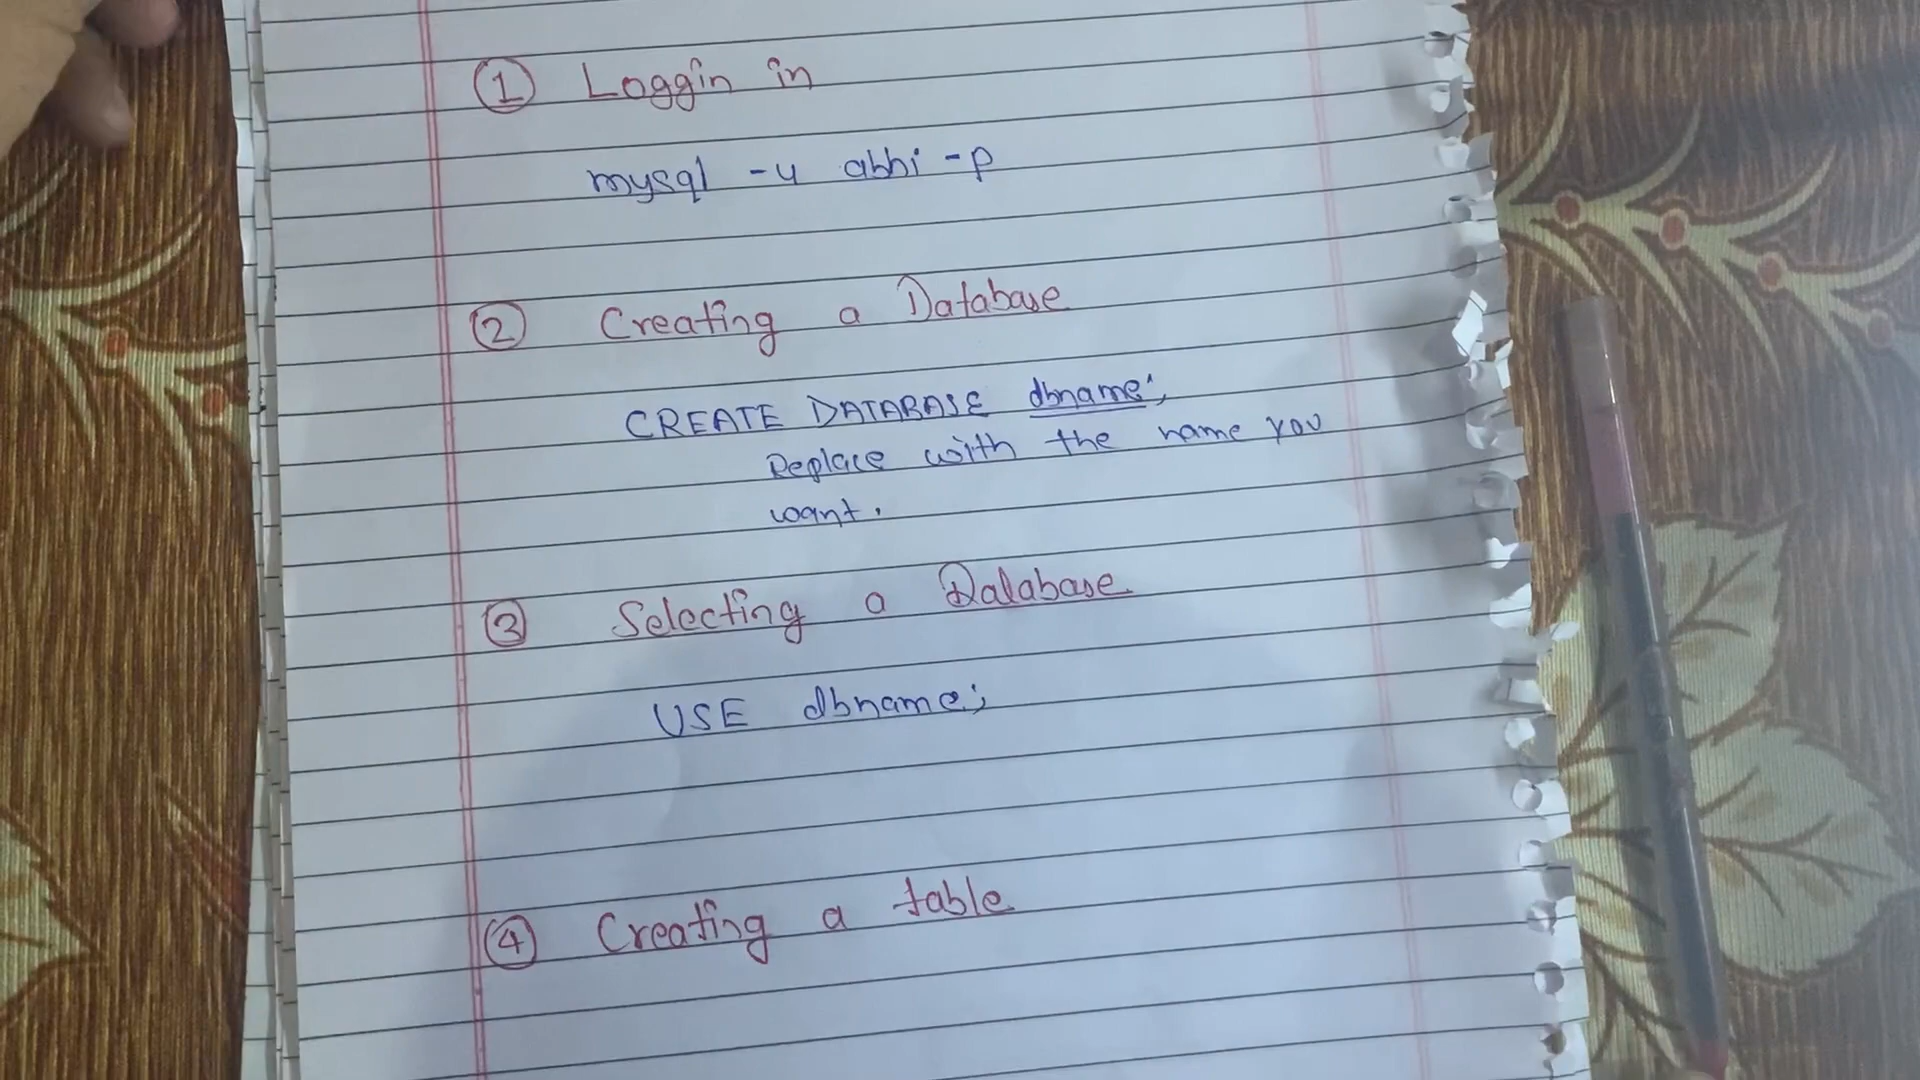 ① Loggin in
mysql -u abhi -p
② Creating a Database
CREATE DATABASE dbname;
Replace with the name you
want.
③ Selecting a Database
USE dbname;
④ Creating a table